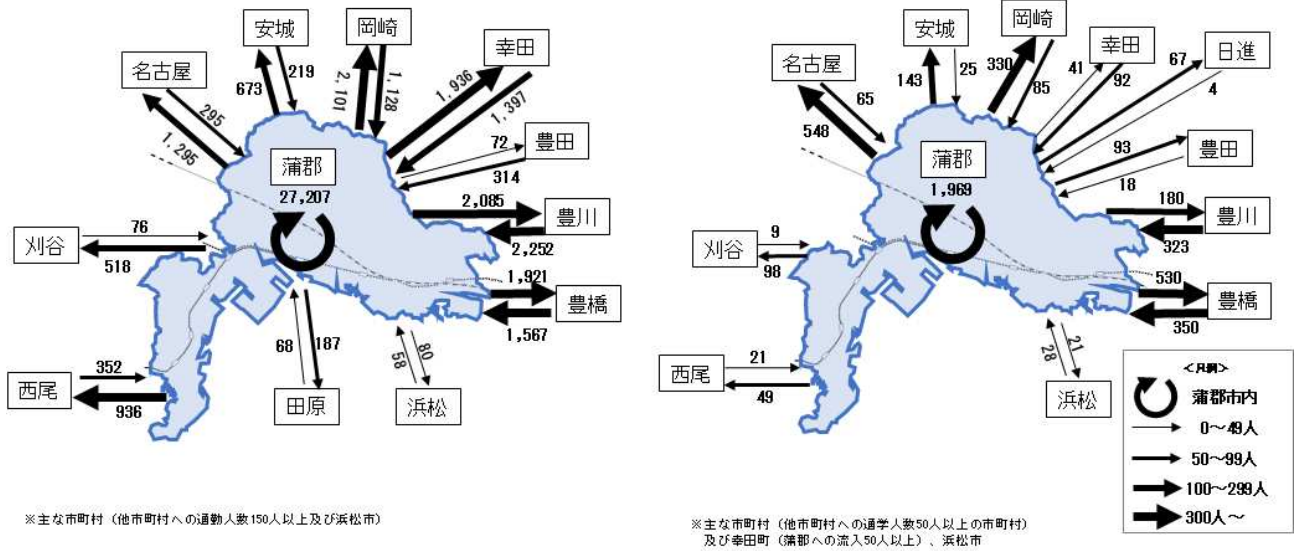 安城
岡崎
幸田
名古屋
219
673
2,101
1,128
1,936
1,397
295
1,295
72
豊田
314
蒲郡
27,207
2,085
豊川
2,252
76
刈谷
518
1,921
豊橋
1,567
68
187
80
58
352
西尾
936
田原
浜松
※主な市町村（他市町村への通勤人数150人以上及び浜松市）
岡崎
安城
幸田
日進
名古屋
143
25
330
85
41
92
67
4
65
548
93
豊田
18
蒲郡
1,969
180
豊川
323
9
刈谷
98
530
豊橋
350
21
28
21
西尾
49
浜松
<凡例>
蒲郡市内
0～49人
50～99人
100～299人
300人～
※主な市町村（他市町村への通学人数50人以上の市町村）
及び幸田町（蒲郡への流入50人以上）、浜松市